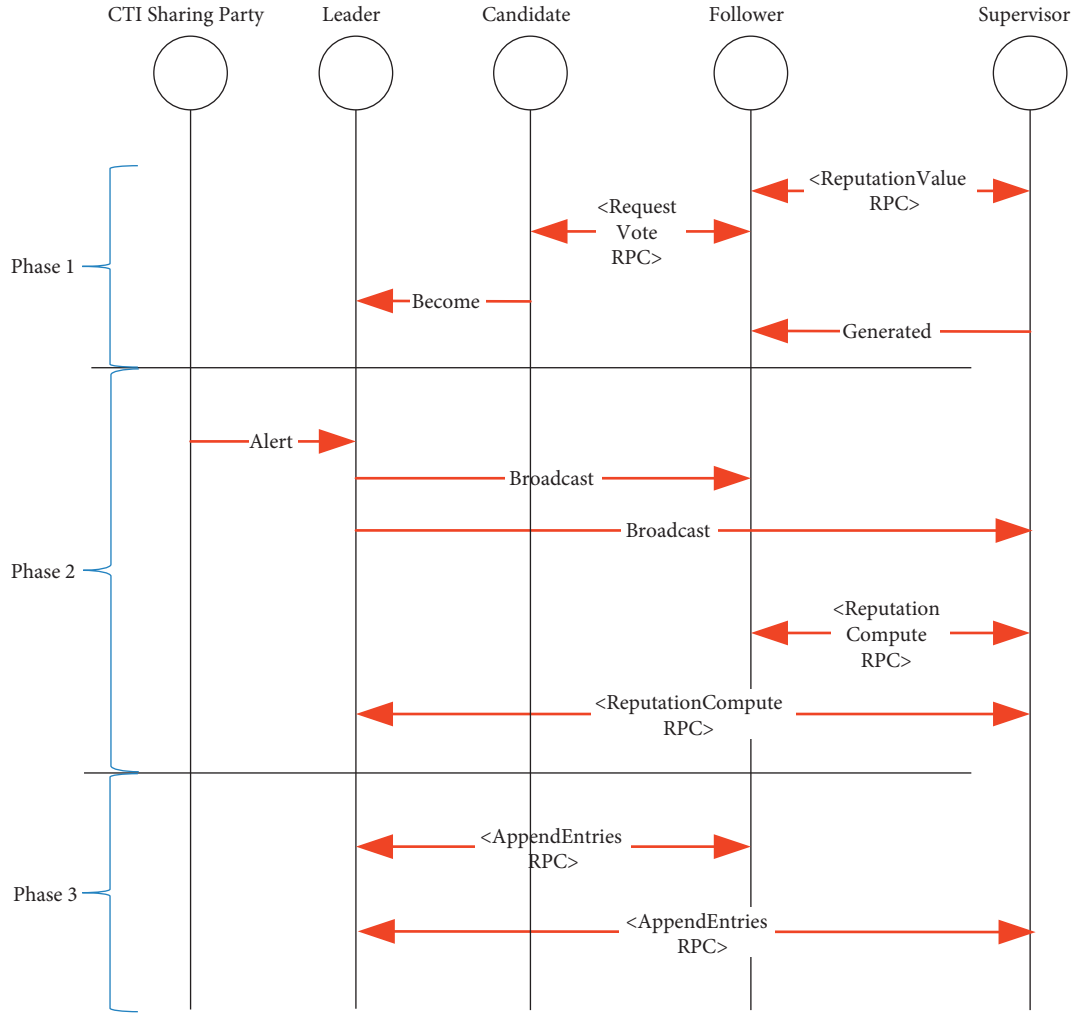 CTI Sharing Party
Leader
Candidate
Follower
Supervisor
Phase 1
<ReputationValue
RPC>
<Request
Vote
RPC>
Become
Generated
Phase 2
Alert
Broadcast
Broadcast
<Reputation
Compute
RPC>
<ReputationCompute
RPC>
Phase 3
<AppendEntries
RPC>
<AppendEntries
RPC>